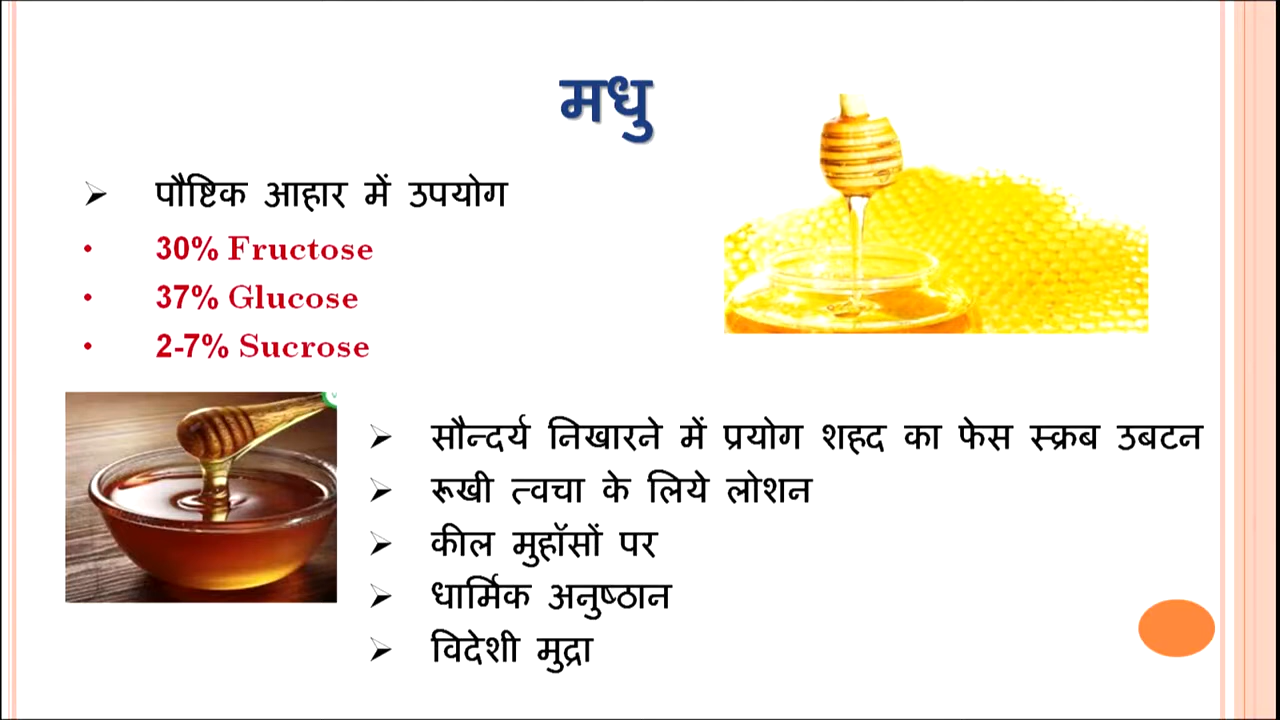 मधु
➢ पौष्टिक आहार में उपयोग
• 30% Fructose
• 37% Glucose
• 2-7% Sucrose
➢ सौन्दर्य निखारने में प्रयोग शहद का फेस स्क्रब उबटन
➢ रूखी त्वचा के लिये लोशन
➢ कील मुहॉसों पर
➢ धार्मिक अनुष्ठान
➢ विदेशी मुद्रा